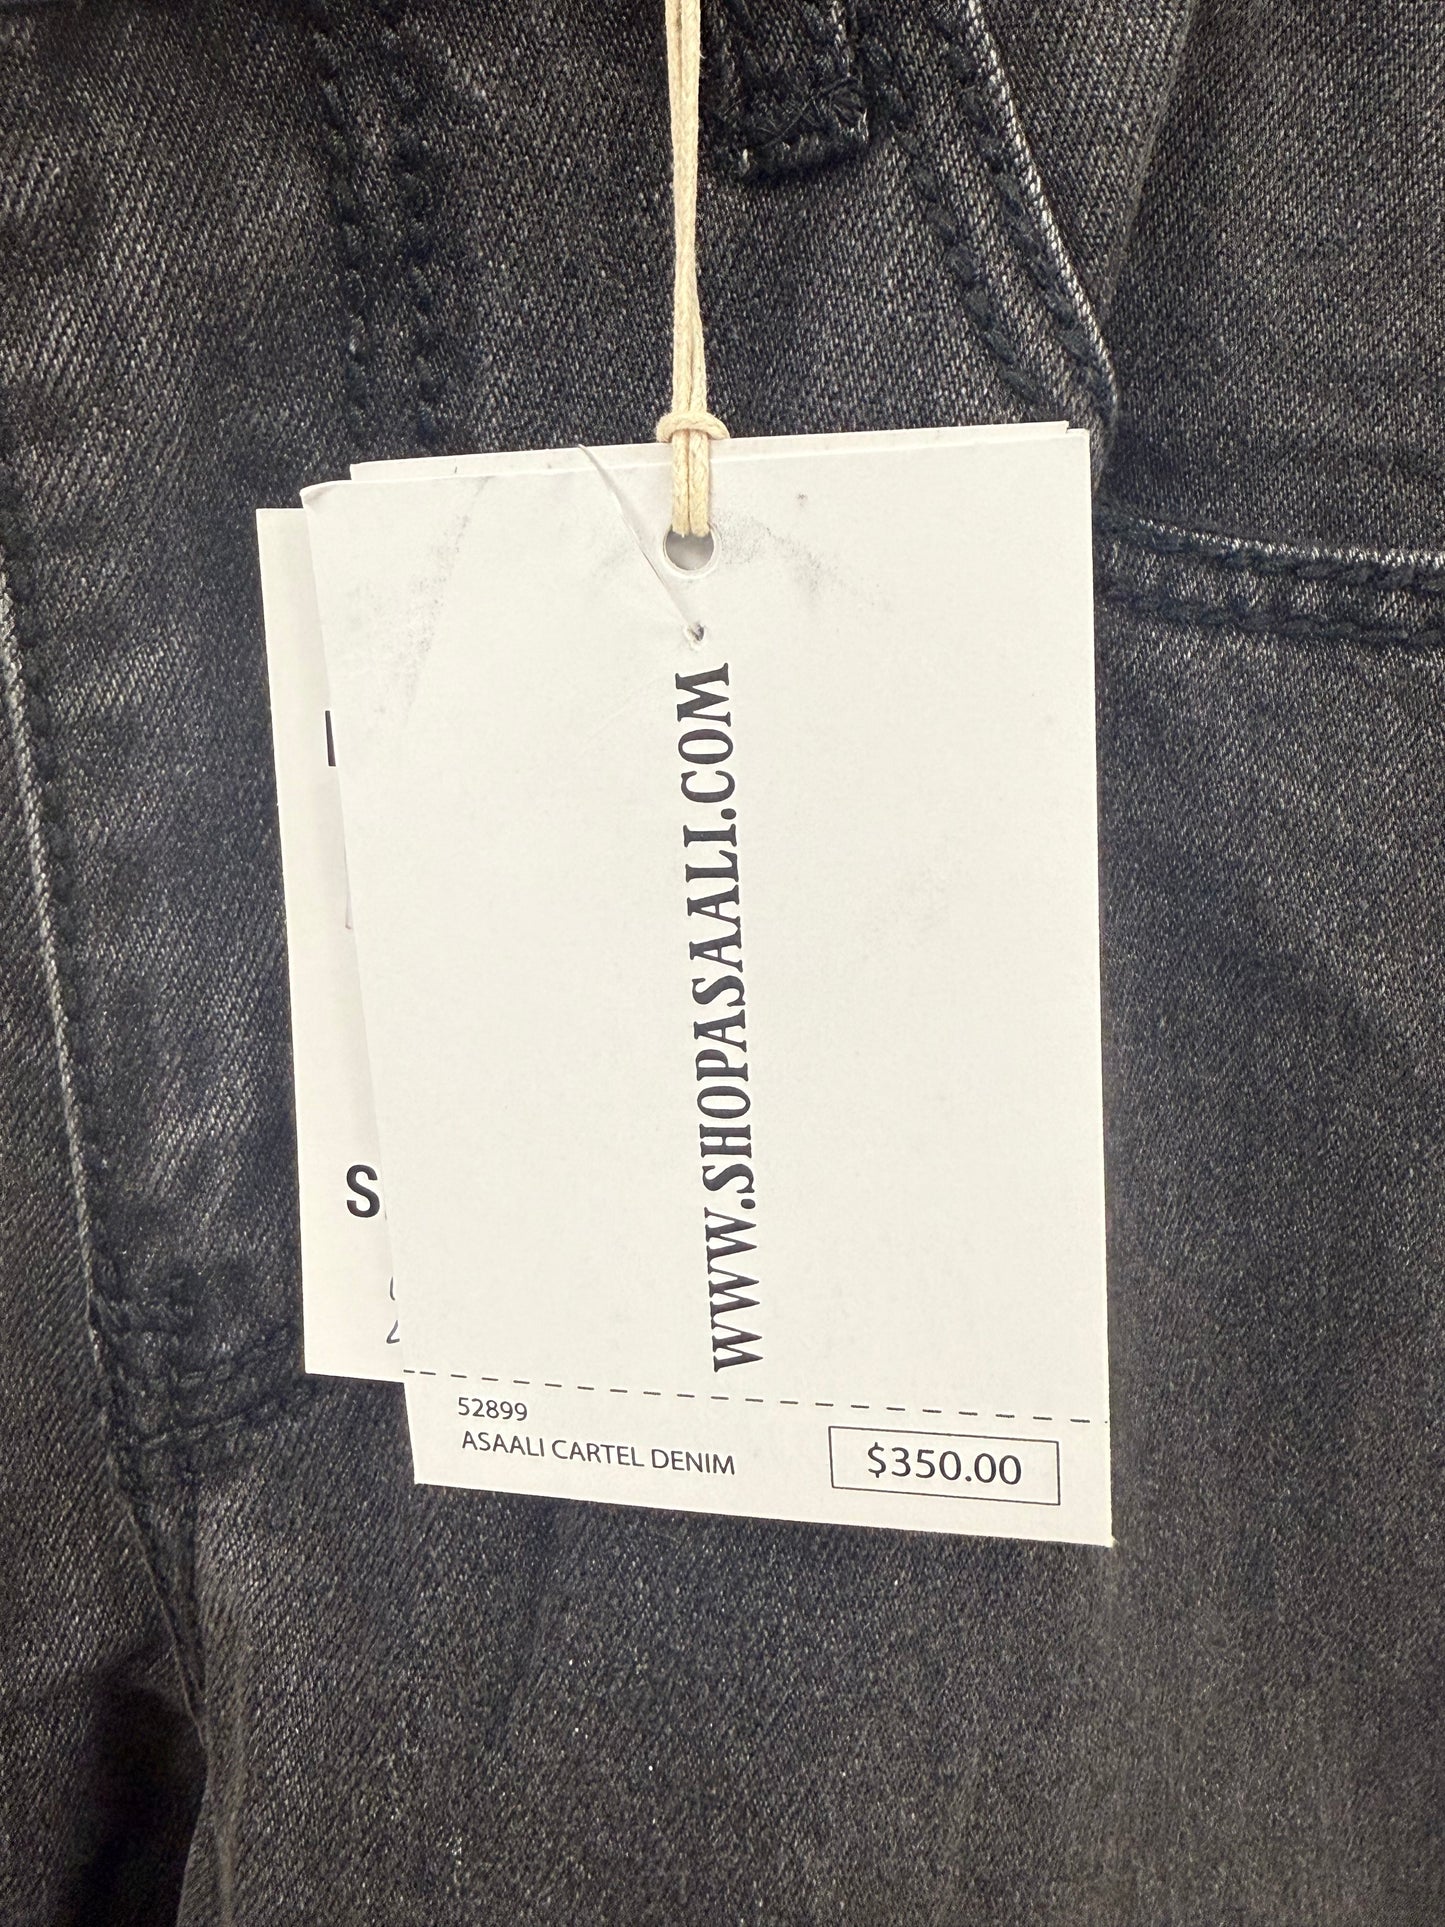 WWW.SHOPASAALI.COM
S
52899
ASAALI CARTEL DENIM
$350.00